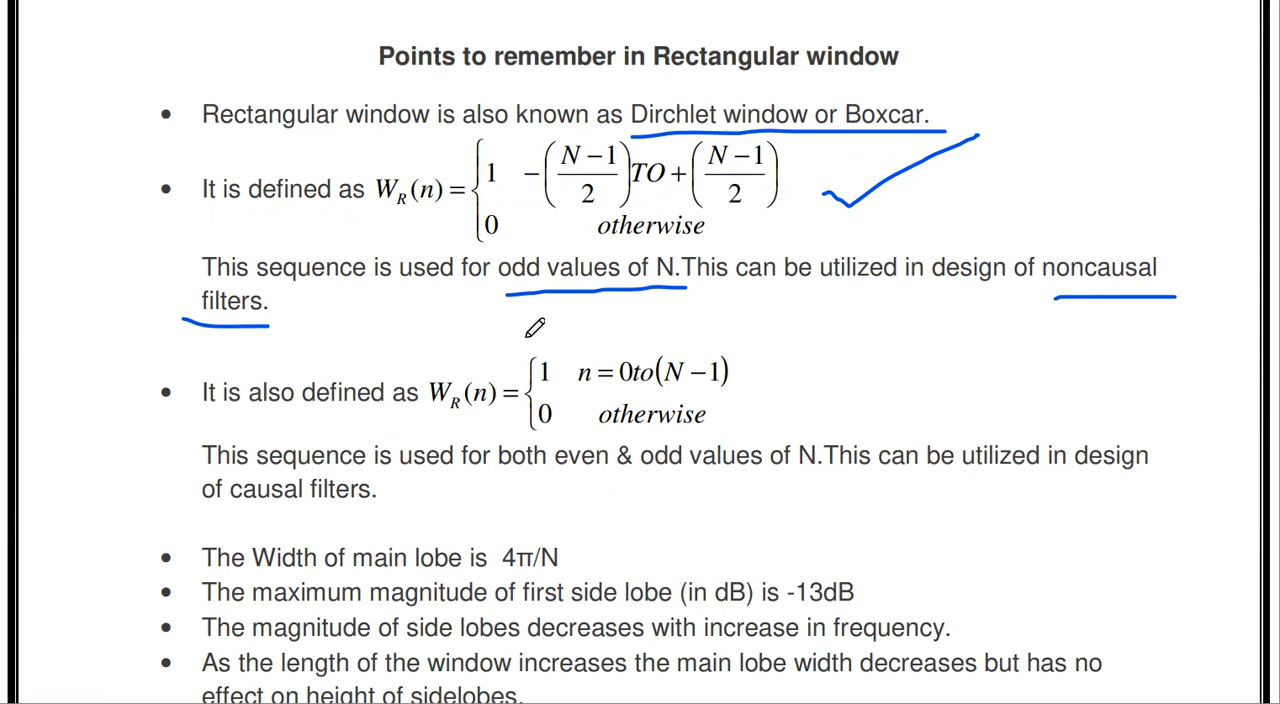 Points to remember in Rectangular window
• Rectangular window is also known as Dirchlet window or Boxcar.
• It is defined as W_R(n) = { 1  −((N−1)/2) TO +((N−1)/2)
0  otherwise
This sequence is used for odd values of N.This can be utilized in design of noncausal
filters.
• It is also defined as W_R(n) = { 1  n = 0to(N−1)
0  otherwise
This sequence is used for both even & odd values of N.This can be utilized in design
of causal filters.
• The Width of main lobe is 4π/N
• The maximum magnitude of first side lobe (in dB) is -13dB
• The magnitude of side lobes decreases with increase in frequency.
• As the length of the window increases the main lobe width decreases but has no
effect on height of sidelobes.